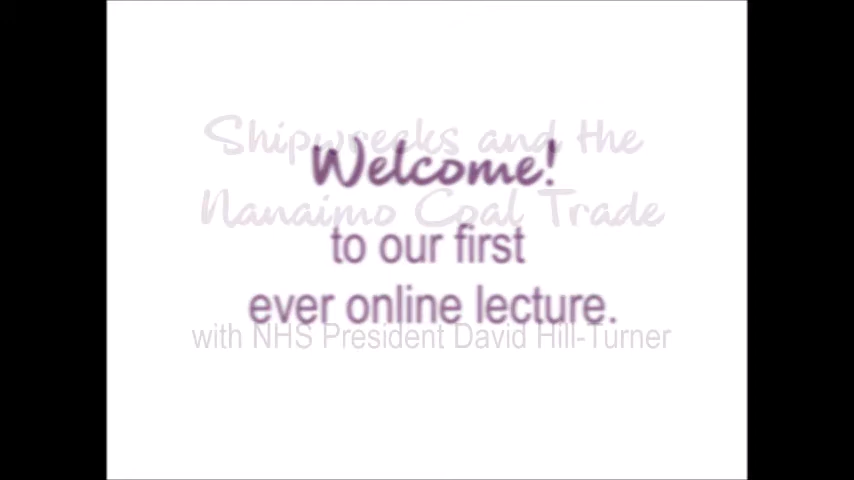 Shipwrecks and the
Welcome!
Nanaimo Coal Trade
to our first
ever online lecture.
with NHS President David Hill-Turner